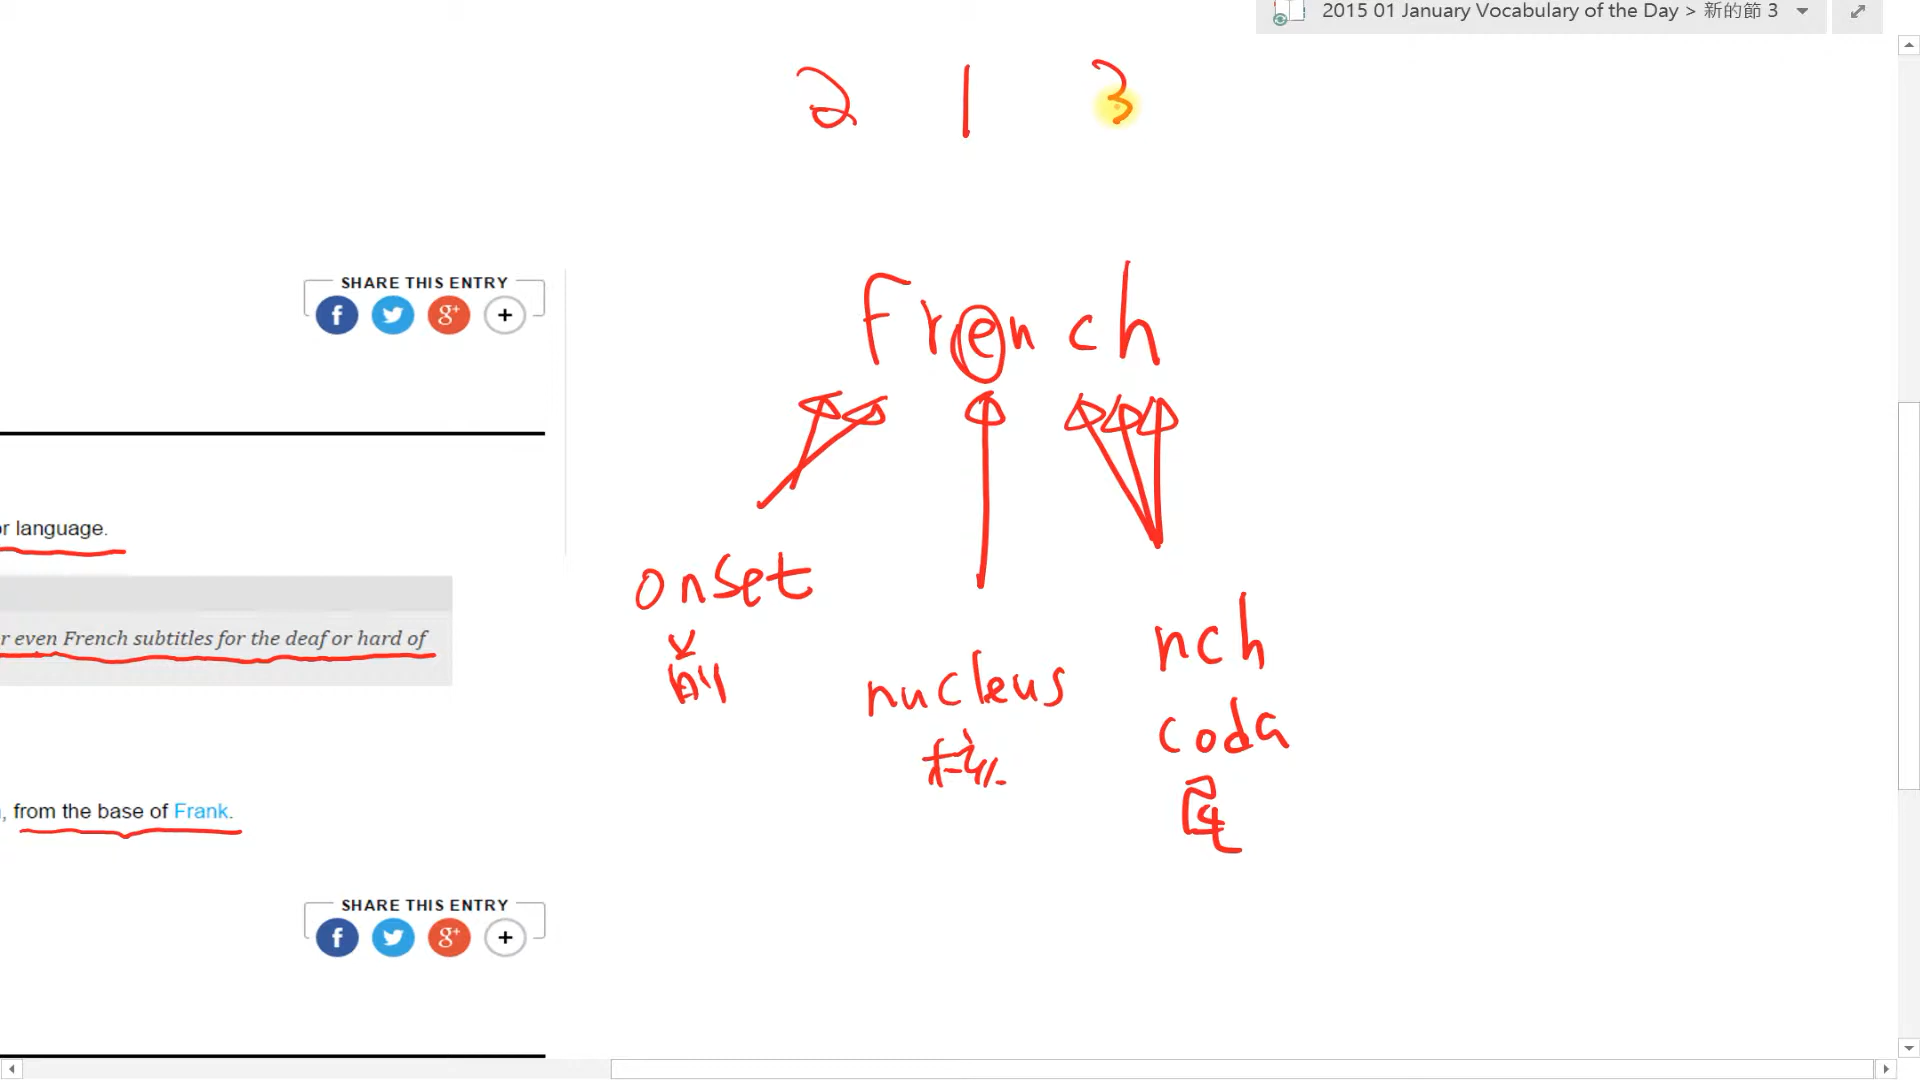 2015 01 January Vocabulary of the Day > 新的節 3
2 1 3
SHARE THIS ENTRY
f g+ +
French
or language.
onset
r even French subtitles for the deaf or hard of
nch
nucleus
coda
, from the base of Frank.
SHARE THIS ENTRY
f g+ +